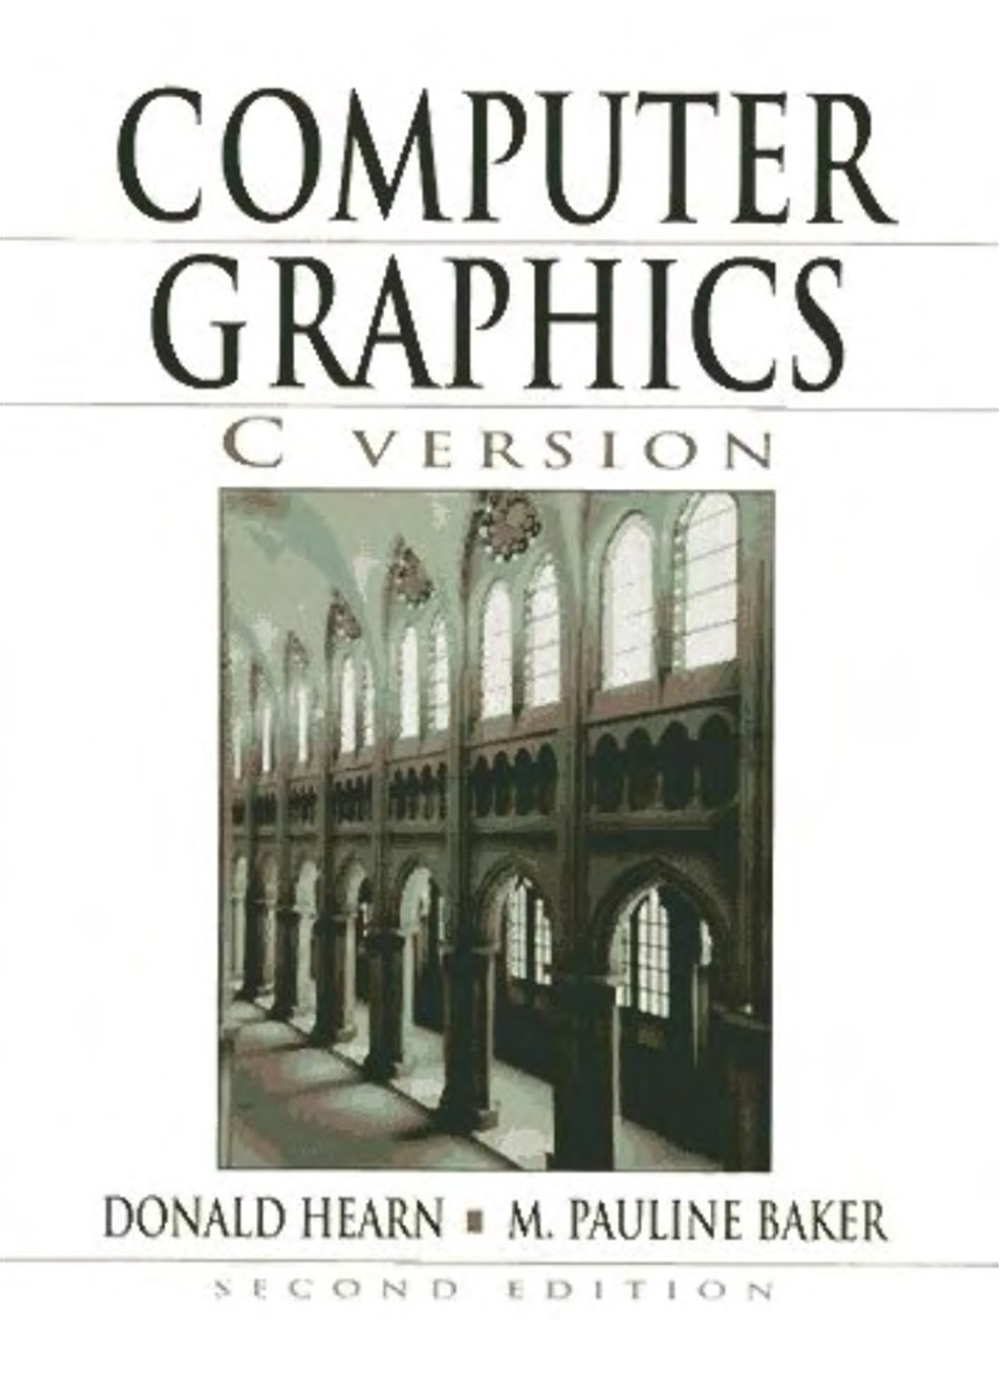 COMPUTER
GRAPHICS
C VERSION
DONALD HEARN ■ M. PAULINE BAKER
SECOND EDITION